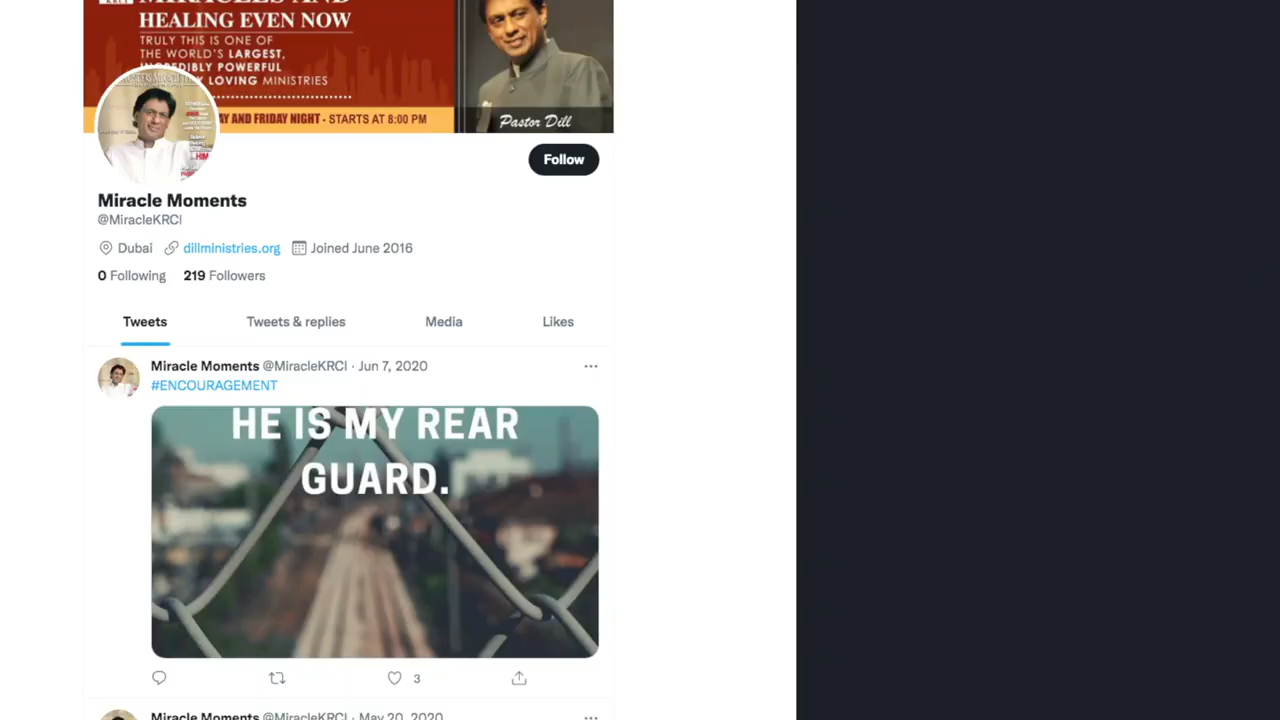 MIRACLES AND
HEALING EVEN NOW
TRULY THIS IS ONE OF
THE WORLD'S LARGEST,
INCREDIBLY POWERFUL
LOVING MINISTRIES
AY AND FRIDAY NIGHT - STARTS AT 8:00 PM
Pastor Dill
Follow
Miracle Moments
@MiracleKRCI
Dubai dillministries.org Joined June 2016
0 Following 219 Followers
Tweets Tweets & replies Media Likes
Miracle Moments @MiracleKRCI · Jun 7, 2020
#ENCOURAGEMENT
HE IS MY REAR
GUARD.
3
Miracle Moments @MiracleKRCI · May 20, 2020